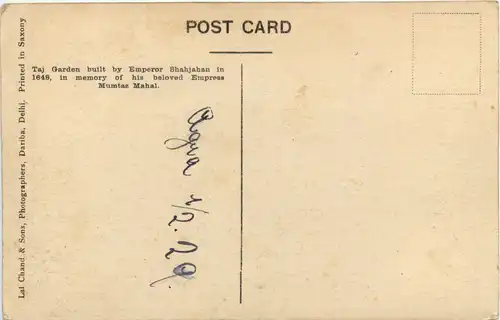 POST CARD
Taj Garden built by Emperor Shahjahan in
1648, in memory of his beloved Empress
Mumtaz Mahal.
Agra 1/2.29.
Lal Chand & Sons, Photographers, Dariba, Delhi, Printed in Saxony